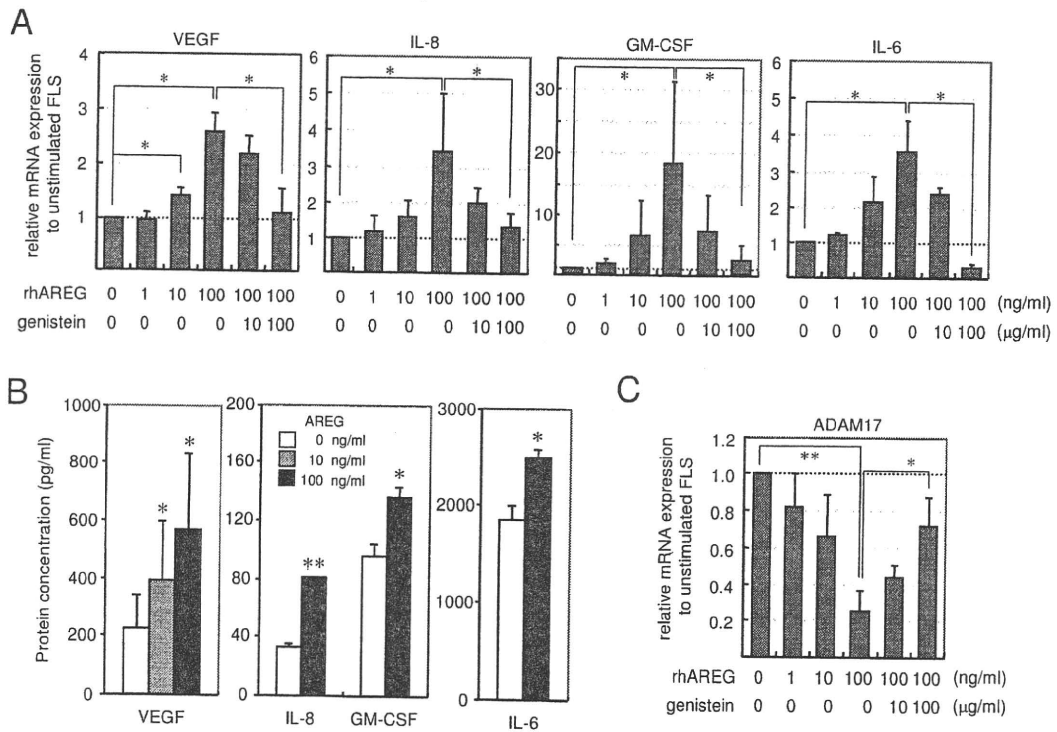 A
VEGF IL-8 GM-CSF IL-6
relative mRNA expression
to unstimulated FLS
4
3
2
1
6
5
4
3
2
1
30
20
10
6
5
4
3
2
1
* * *
* *
* *
* *
rhAREG 0 1 10 100 100 100 0 1 10 100 100 100 0 1 10 100 100 100 0 1 10 100 100 100 (ng/ml)
genistein 0 0 0 0 10 100 0 0 0 0 10 100 0 0 0 0 10 100 0 0 0 0 10 100 (μg/ml)
B
Protein concentration (pg/ml)
1000
800
600
400
200
0
* *
VEGF
200
160
120
80
40
0
AREG
0 ng/ml
10 ng/ml
100 ng/ml
** *
IL-8 GM-CSF
3000
2000
1000
0
*
IL-6
C
ADAM17
relative mRNA expression
to unstimulated FLS
1.2
1.0
0.8
0.6
0.4
0.2
** *
rhAREG 0 1 10 100 100 100 (ng/ml)
genistein 0 0 0 0 10 100 (μg/ml)